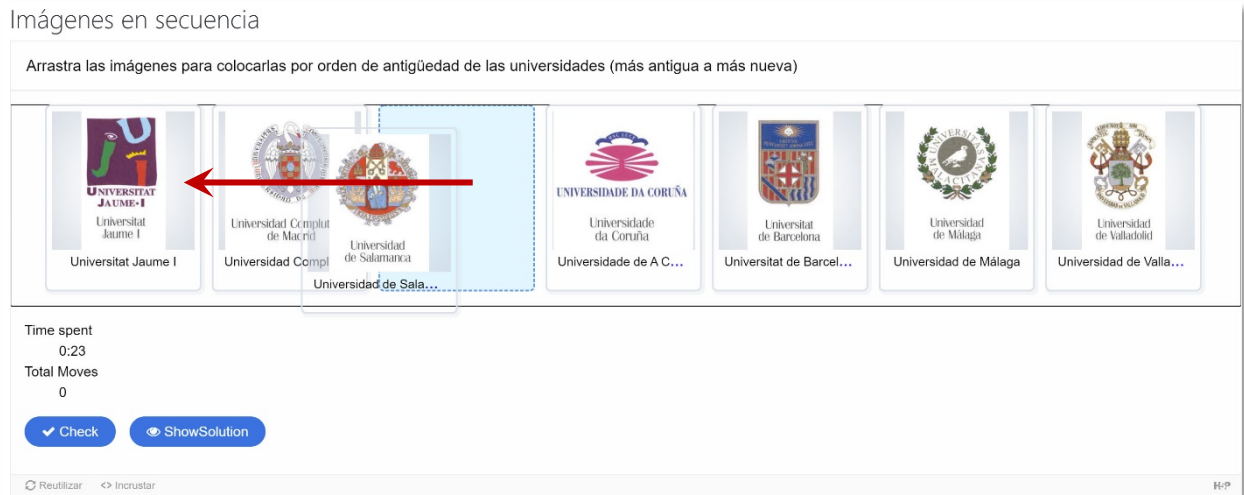 Imágenes en secuencia
Arrastra las imágenes para colocarlas por orden de antigüedad de las universidades (más antigua a más nueva)
UNIVERSITAT
JAUME·I
Universitat
Jaume I
Universitat Jaume I
Universidad Complut
de Madrid
Universidad Compl
Universidad
de Salamanca
Universidad de Sala...
UNIVERSIDADE DA CORUÑA
Universidade
da Coruña
Universidade de A C...
Universitat
de Barcelona
Universitat de Barcel...
Universidad
de Málaga
Universidad de Málaga
Universidad
de Valladolid
Universidad de Valla...
Time spent
0:23
Total Moves
0
Check
ShowSolution
Reutilizar
Incrustar
H5P